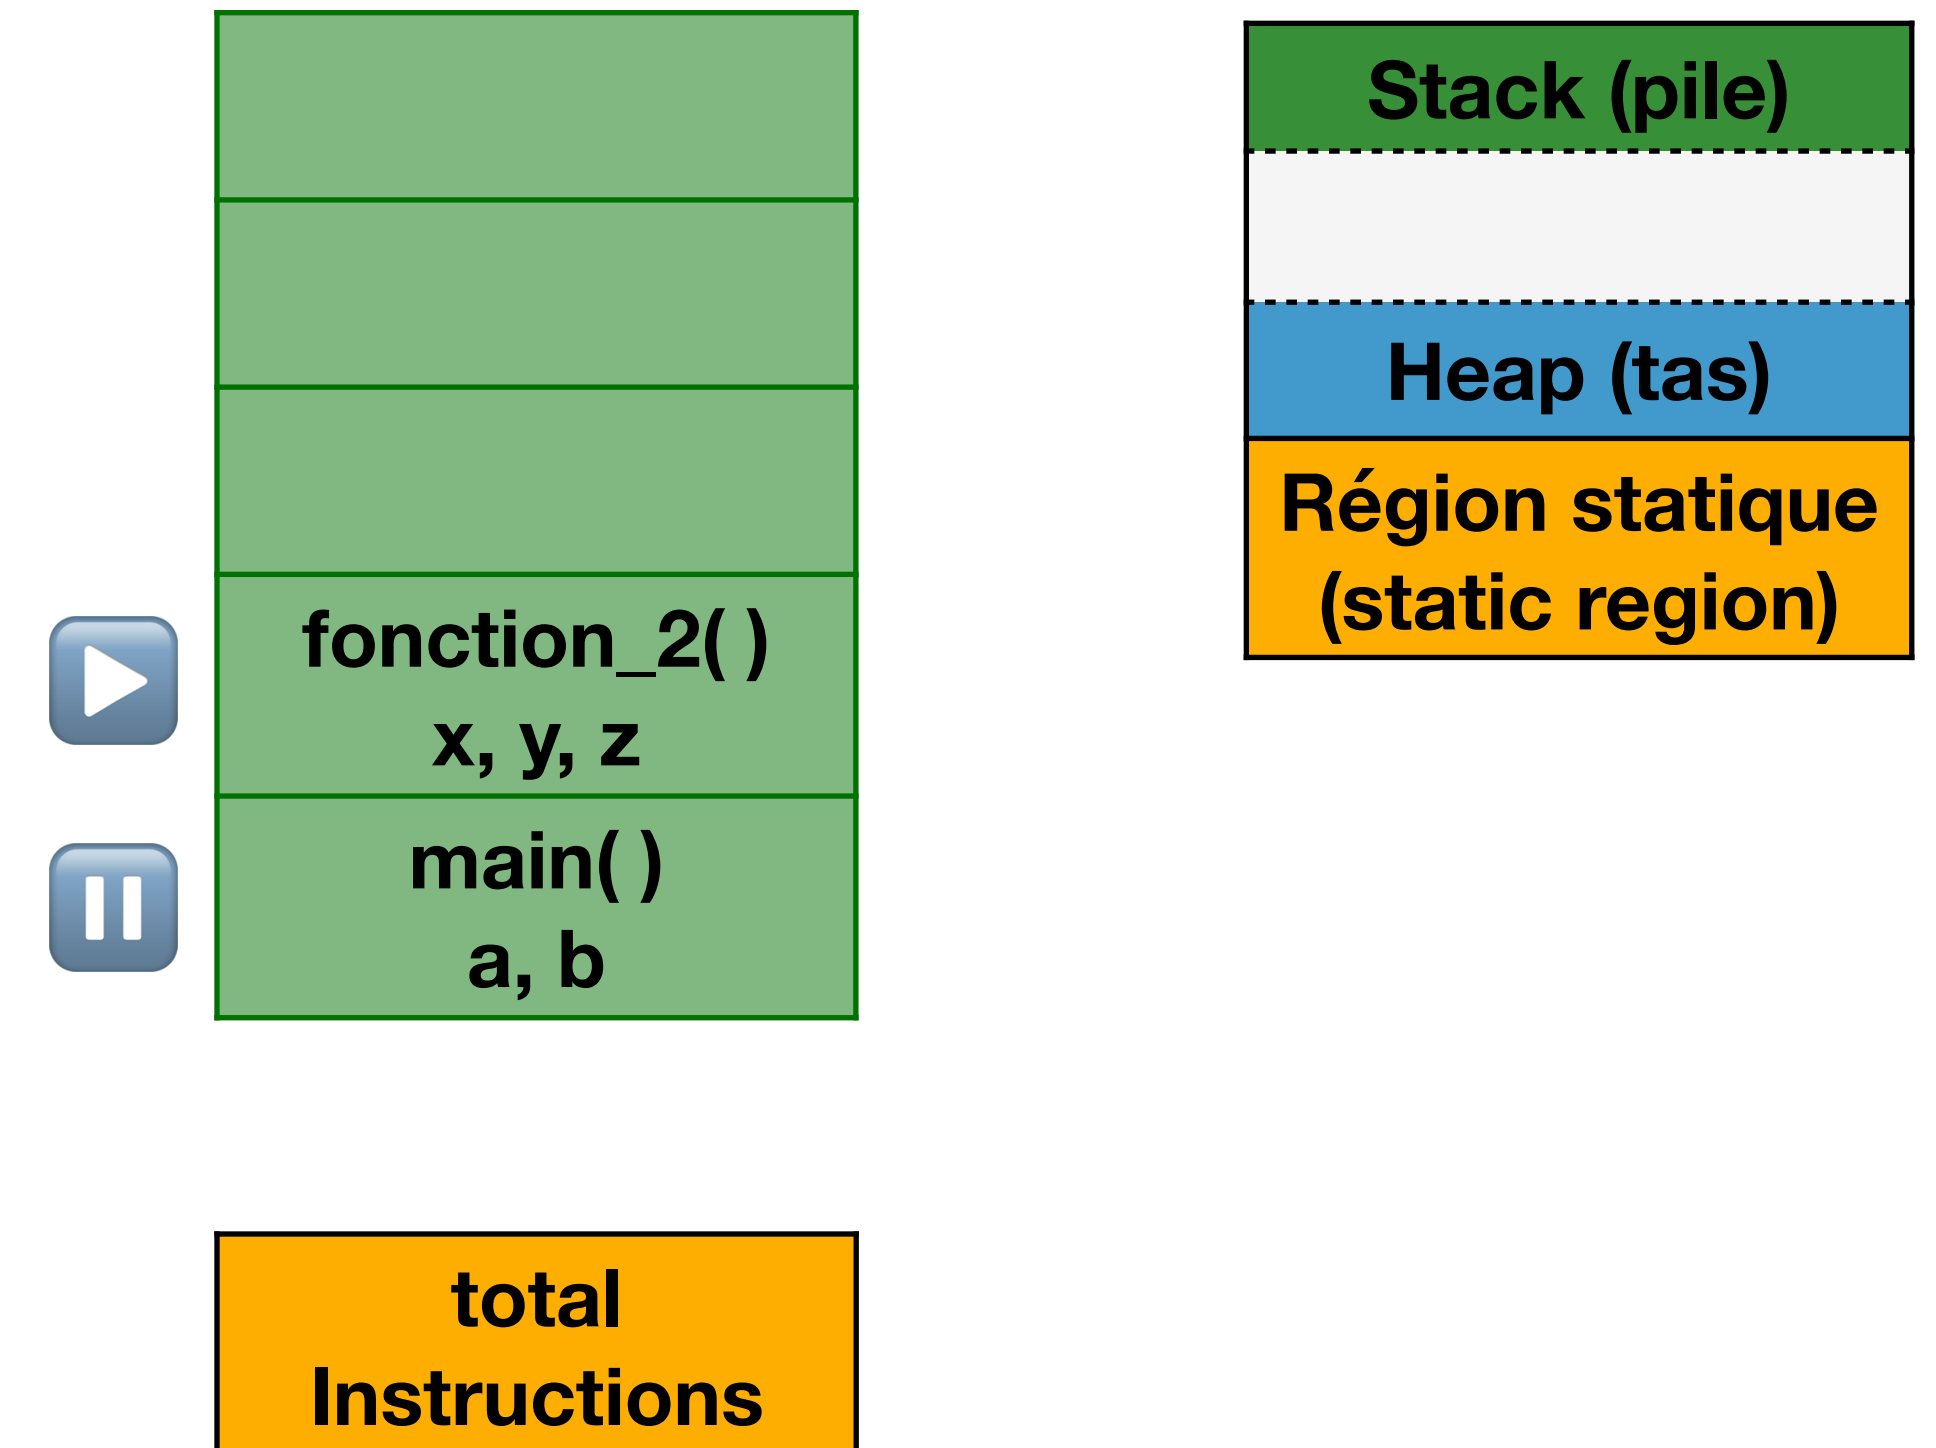 fonction_2( )
x, y, z
main( )
a, b
total
Instructions
Stack (pile)
Heap (tas)
Région statique
(static region)